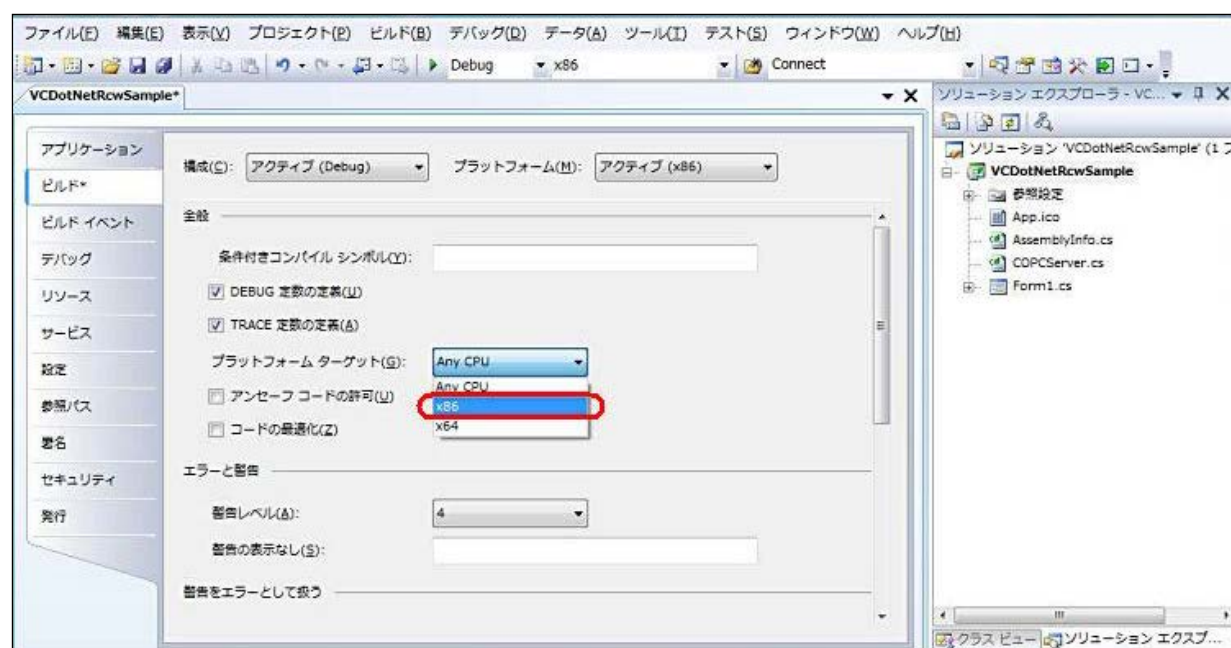 ファイル(F) 編集(E) 表示(V) プロジェクト(P) ビルド(B) デバッグ(D) データ(A) ツール(T) テスト(S) ウィンドウ(W) ヘルプ(H)
Debug x86 Connect
VCDotNetRcwSample*
アプリケーション
ビルド*
ビルド イベント
デバッグ
リソース
サービス
設定
参照パス
署名
セキュリティ
発行
構成(C): アクティブ (Debug) プラットフォーム(M): アクティブ (x86)
全般
条件付きコンパイル シンボル(Y):
DEBUG 定数の定義(U)
TRACE 定数の定義(A)
プラットフォーム ターゲット(G): Any CPU
Any CPU
アンセーフ コードの許可(U)
x86
コードの最適化(Z)
x64
エラーと警告
警告レベル(A): 4
警告の表示なし(S):
警告をエラーとして扱う
ソリューション エクスプローラ - VC...
ソリューション 'VCDotNetRcwSample' (1 プ
VCDotNetRcwSample
参照設定
App.ico
AssemblyInfo.cs
COPCServer.cs
Form1.cs
クラス ビュー ソリューション エクスプ...